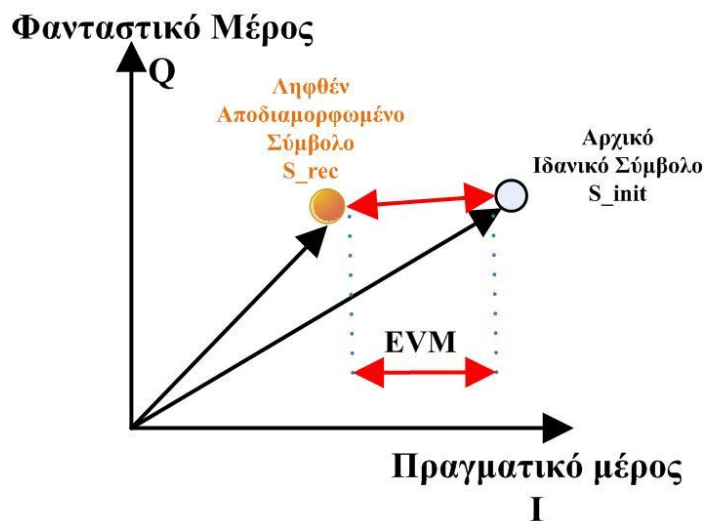 Φανταστικό Μέρος
Q
Ληφθέν
Αποδιαμορφωμένο
Σύμβολο
S_rec
Αρχικό
Ιδανικό Σύμβολο
S_init
EVM
Πραγματικό μέρος
I